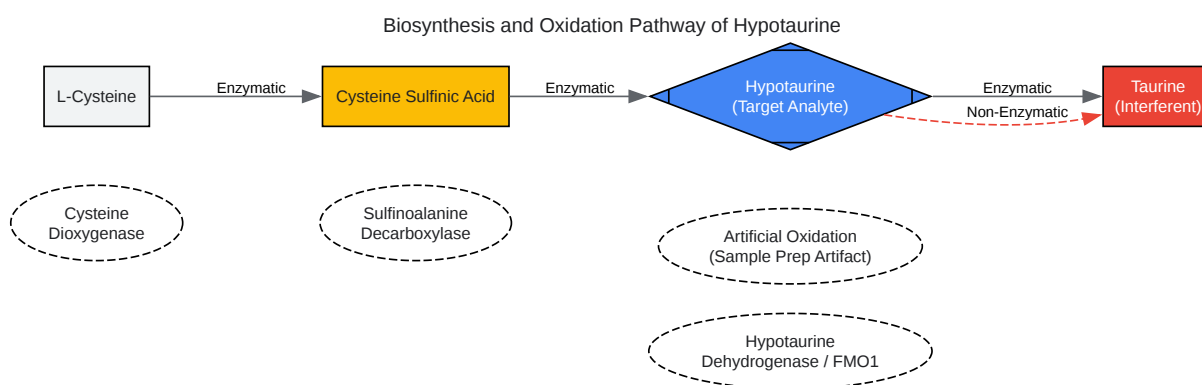 Biosynthesis and Oxidation Pathway of Hypotaurine
L-Cysteine
Enzymatic
Cysteine Sulfinic Acid
Enzymatic
Hypotaurine
(Target Analyte)
Enzymatic
Non-Enzymatic
Taurine
(Interferent)
Cysteine
Dioxygenase
Sulfinoalanine
Decarboxylase
Artificial Oxidation
(Sample Prep Artifact)
Hypotaurine
Dehydrogenase / FMO1